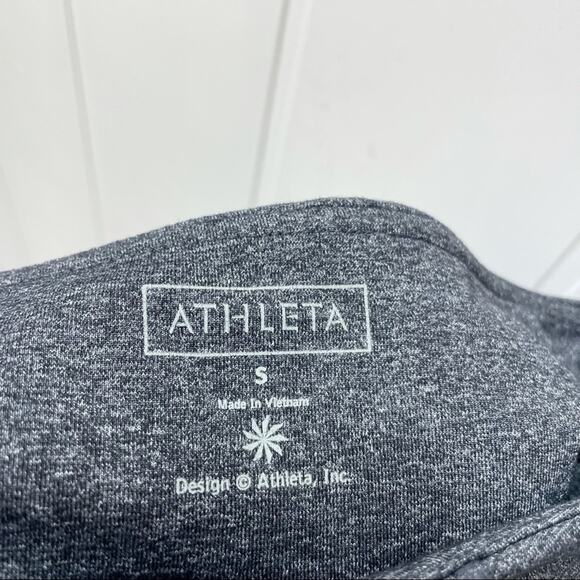 ATHLETA
S
Made In Vietnam
Design © Athleta, Inc.